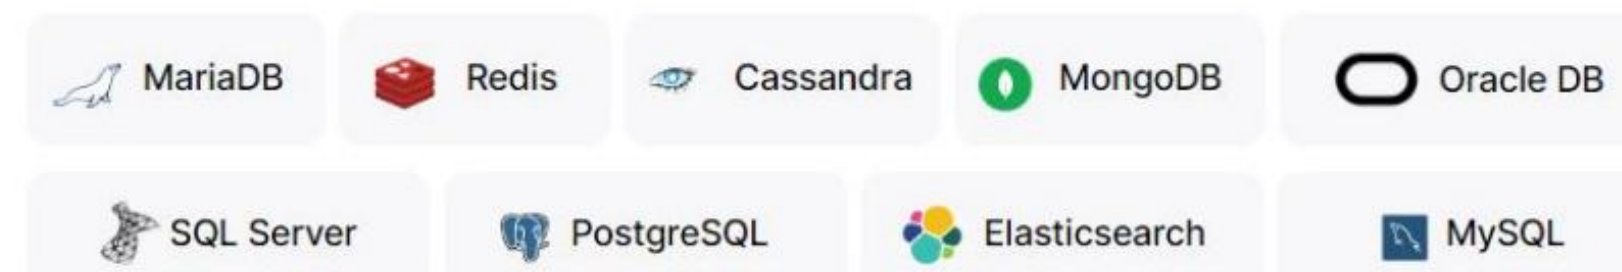 MariaDB Redis Cassandra MongoDB Oracle DB
SQL Server PostgreSQL Elasticsearch MySQL